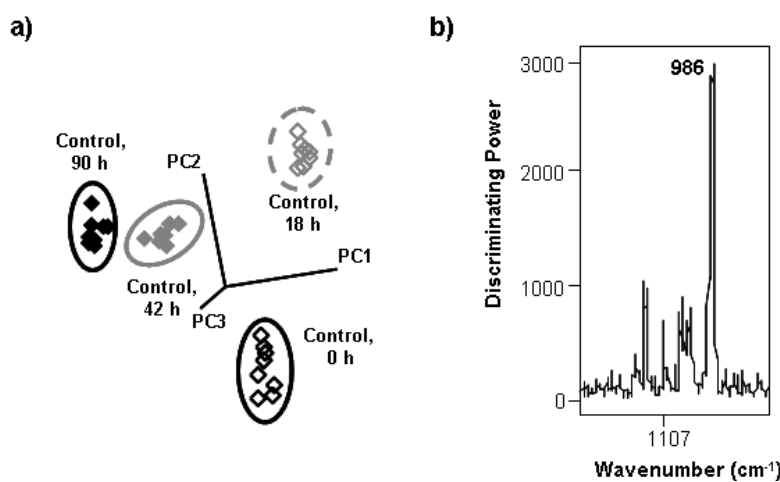 a)
Control,
90 h
PC2
Control,
18 h
PC1
Control,
42 h
PC3
Control,
0 h
b)
986
3000
2000
1000
0
Discriminating Power
1107
Wavenumber (cm-1)